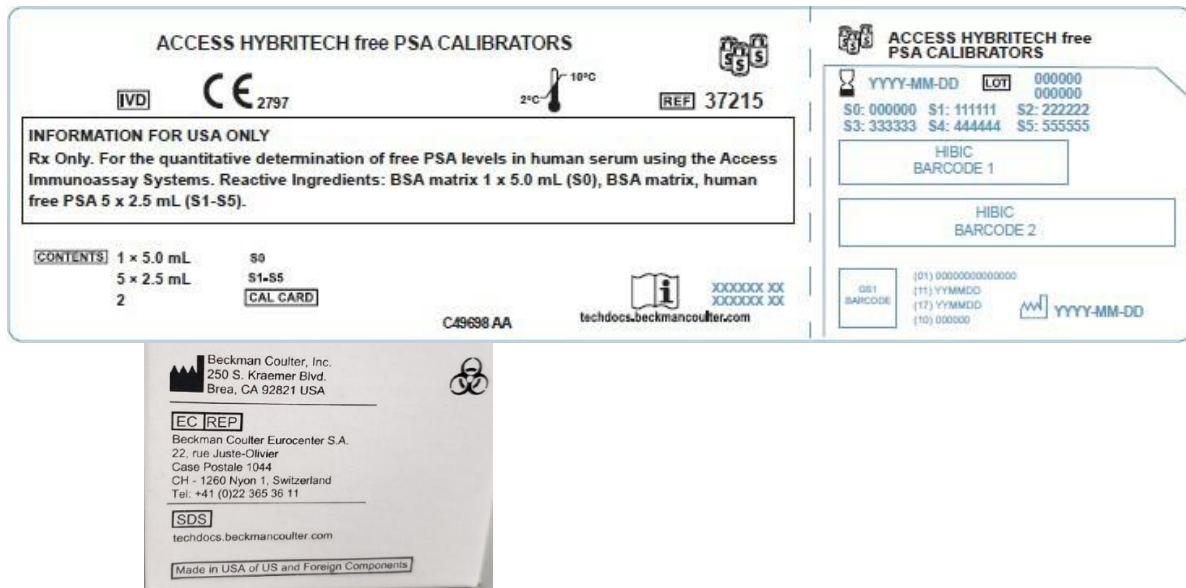 ACCESS HYBRITECH free PSA CALIBRATORS
IVD
CE 2797
2°C
10°C
REF 37215
INFORMATION FOR USA ONLY
Rx Only. For the quantitative determination of free PSA levels in human serum using the Access
Immunoassay Systems. Reactive Ingredients: BSA matrix 1 x 5.0 mL (S0), BSA matrix, human
free PSA 5 x 2.5 mL (S1-S5).
CONTENTS 1 × 5.0 mL S0
5 × 2.5 mL S1-S5
2 CAL CARD
C49698 AA
i
XXXXXX XX
XXXXXX XX
techdocs.beckmancoulter.com
S S S
ACCESS HYBRITECH free
PSA CALIBRATORS
YYYY-MM-DD LOT 000000
000000
S0: 000000 S1: 111111 S2: 222222
S3: 333333 S4: 444444 S5: 555555
HIBIC
BARCODE 1
HIBIC
BARCODE 2
GS1
BARCODE
(01) 00000000000000
(11) YYMMDD
(17) YYMMDD
(10) 000000
YYYY-MM-DD
Beckman Coulter, Inc.
250 S. Kraemer Blvd.
Brea, CA 92821 USA
EC REP
Beckman Coulter Eurocenter S.A.
22, rue Juste-Olivier
Case Postale 1044
CH - 1260 Nyon 1, Switzerland
Tel: +41 (0)22 365 36 11
SDS
techdocs.beckmancoulter.com
Made in USA of US and Foreign Components